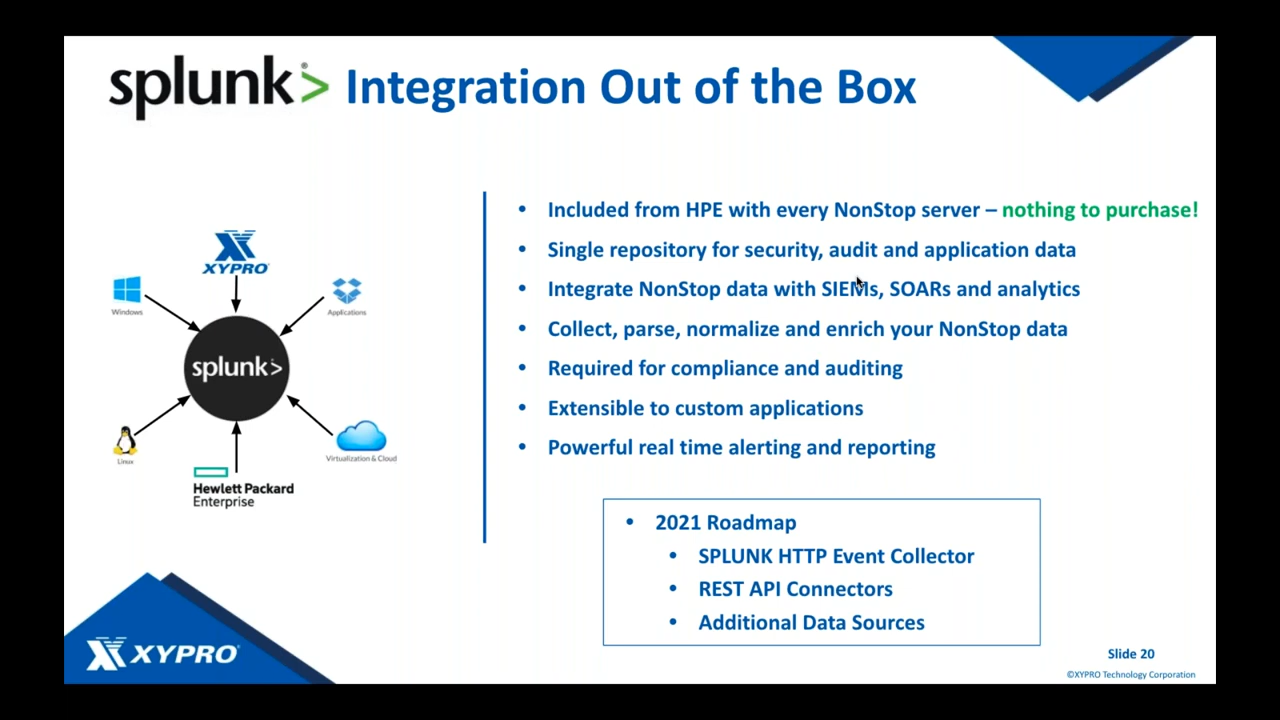 splunk> Integration Out of the Box
• Included from HPE with every NonStop server – nothing to purchase!
• Single repository for security, audit and application data
• Integrate NonStop data with SIEMs, SOARs and analytics
• Collect, parse, normalize and enrich your NonStop data
• Required for compliance and auditing
• Extensible to custom applications
• Powerful real time alerting and reporting
XYPRO
Windows
Applications
splunk>
Linux
Virtualization & Cloud
Hewlett Packard
Enterprise
• 2021 Roadmap
• SPLUNK HTTP Event Collector
• REST API Connectors
• Additional Data Sources
XYPRO
Slide 20
©XYPRO Technology Corporation